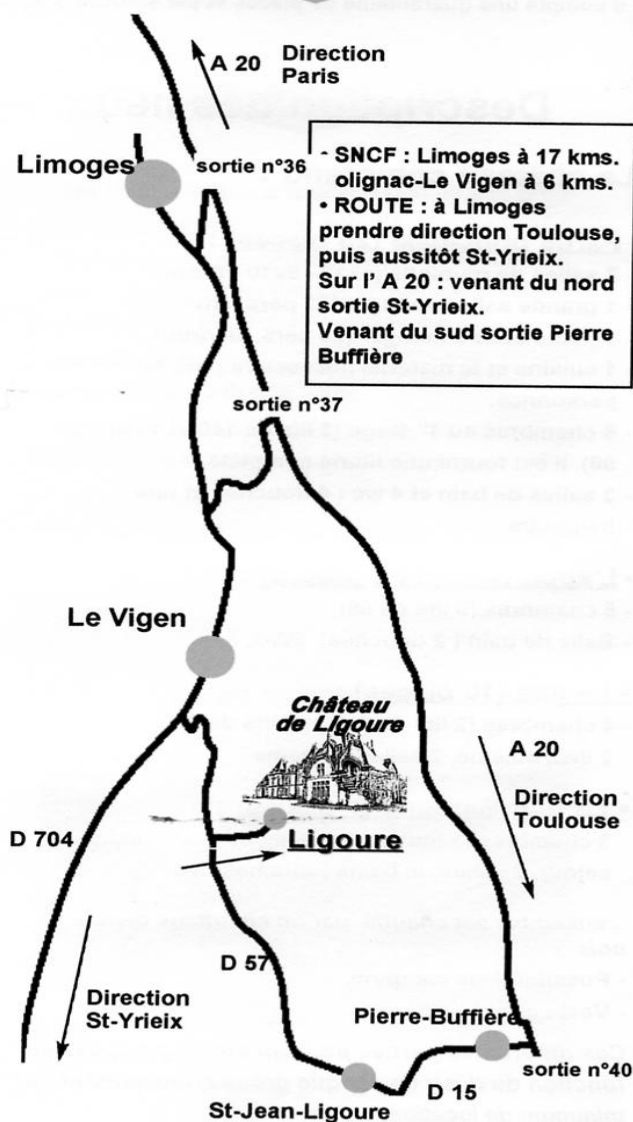 A 20
Direction
Paris
Limoges
sortie n°36
- SNCF : Limoges à 17 kms.
olignac-Le Vigen à 6 kms.
• ROUTE : à Limoges
prendre direction Toulouse,
puis aussitôt St-Yrieix.
Sur l' A 20 : venant du nord
sortie St-Yrieix.
Venant du sud sortie Pierre
Buffière
sortie n°37
Le Vigen
Château
de Ligoure
A 20
Direction
Toulouse
Ligoure
D 704
D 57
Direction
St-Yrieix
Pierre-Buffière
sortie n°40
D 15
St-Jean-Ligoure